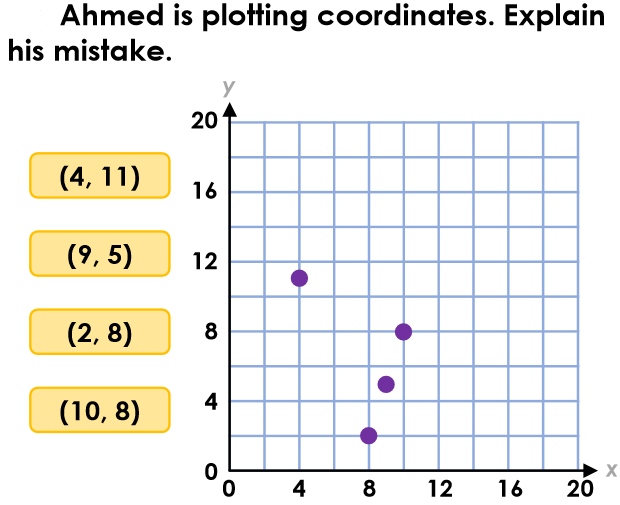 Ahmed is plotting coordinates. Explain
his mistake.
y
20
(4, 11)
16
(9, 5)
12
(2, 8)
8
(10, 8)
4
0
x
0 4 8 12 16 20